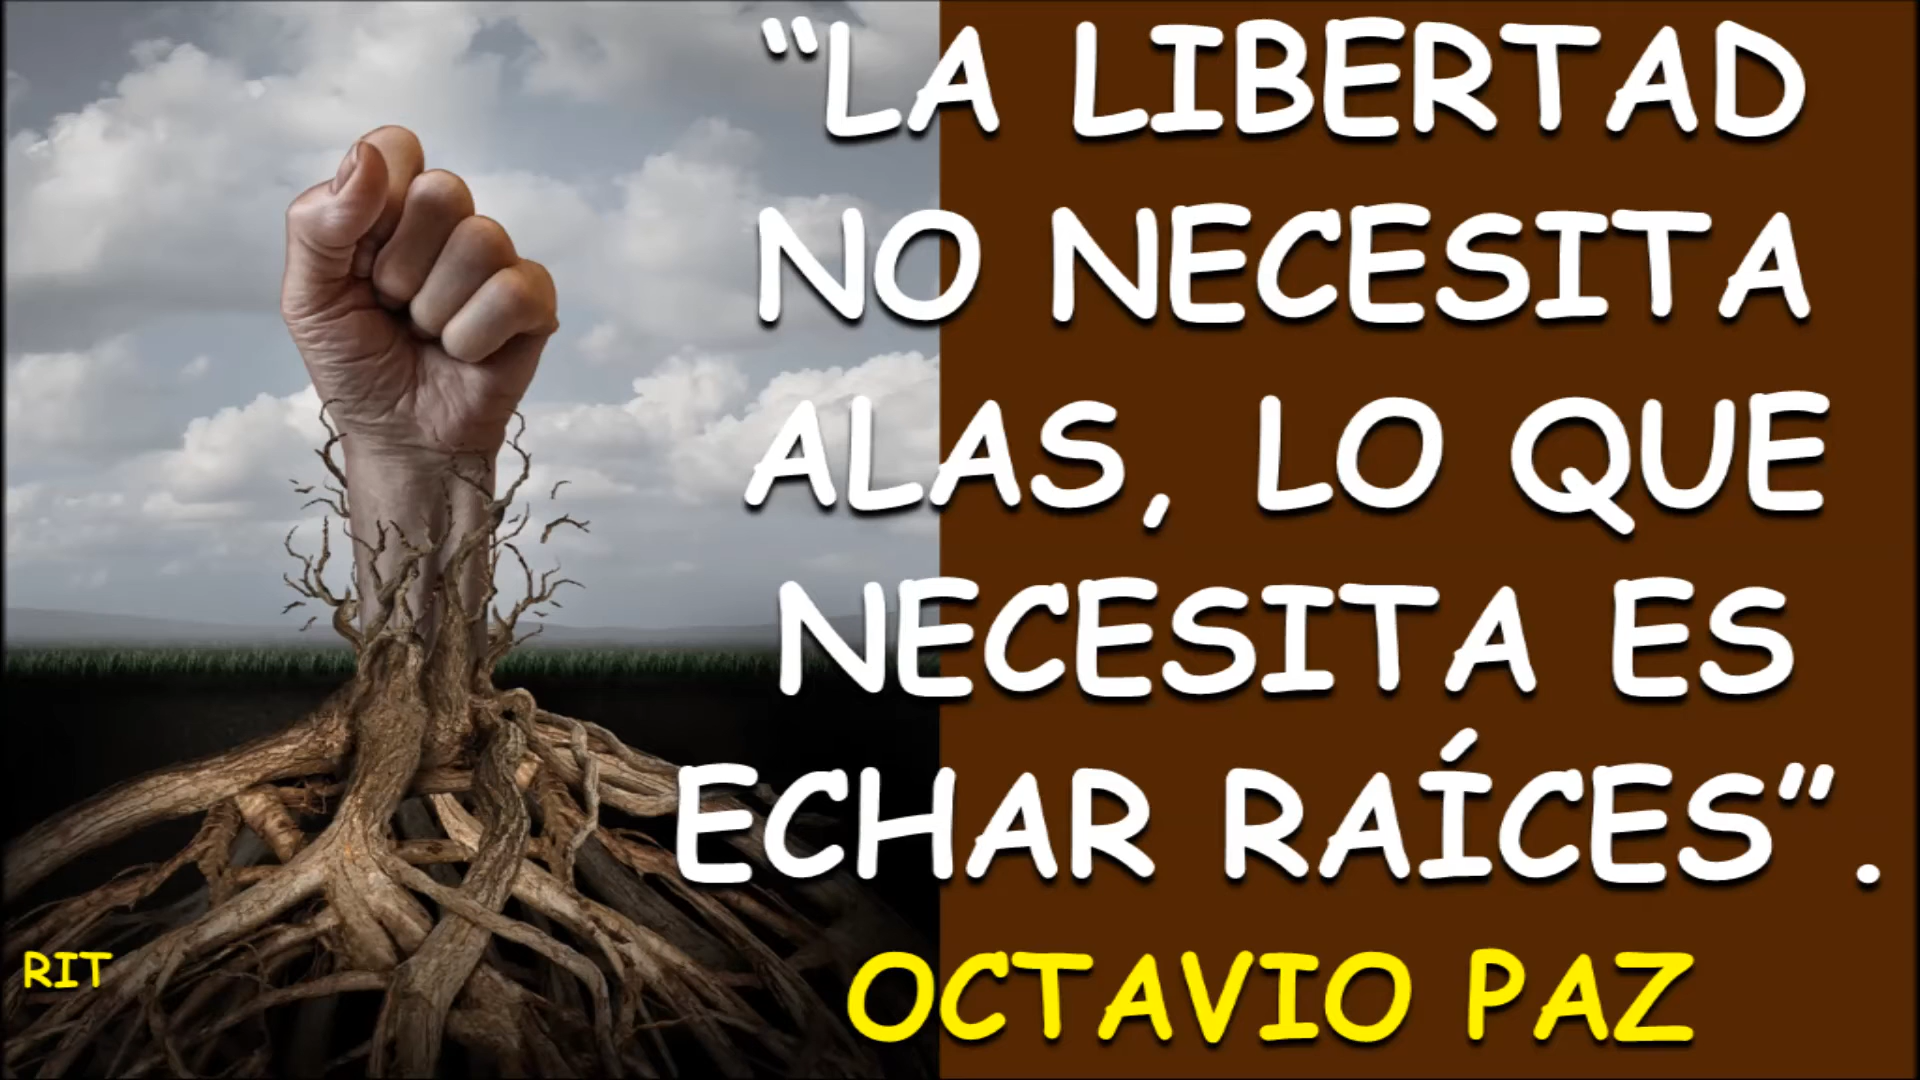 “LA LIBERTAD
NO NECESITA
ALAS, LO QUE
NECESITA ES
ECHAR RAÍCES”.
OCTAVIO PAZ
RIT